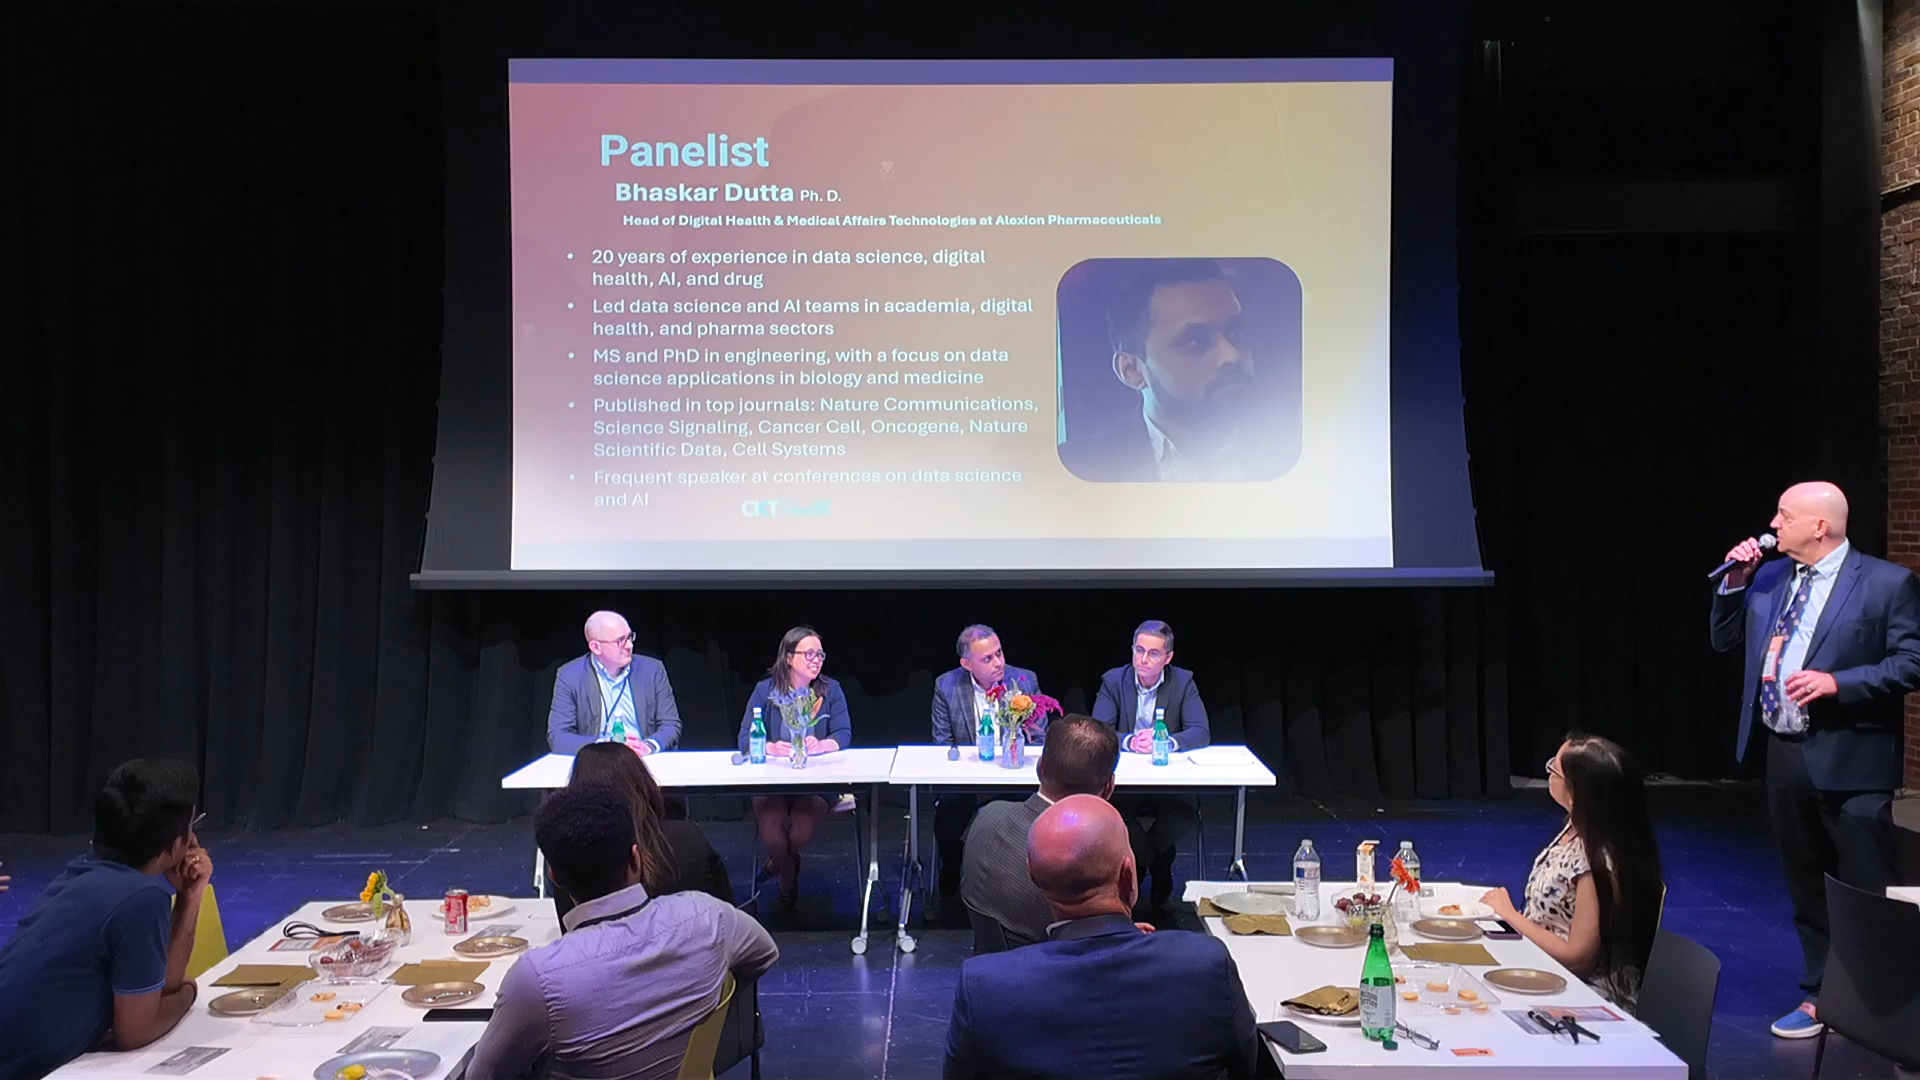 Panelist
Bhaskar Dutta Ph. D.
Head of Digital Health & Medical Affairs Technologies at Alexion Pharmaceuticals
• 20 years of experience in data science, digital
health, AI, and drug
• Led data science and AI teams in academia, digital
health, and pharma sectors
• MS and PhD in engineering, with a focus on data
science applications in biology and medicine
• Published in top journals: Nature Communications,
Science Signaling, Cancer Cell, Oncogene, Nature
Scientific Data, Cell Systems
• Frequent speaker at conferences on data science
and AI